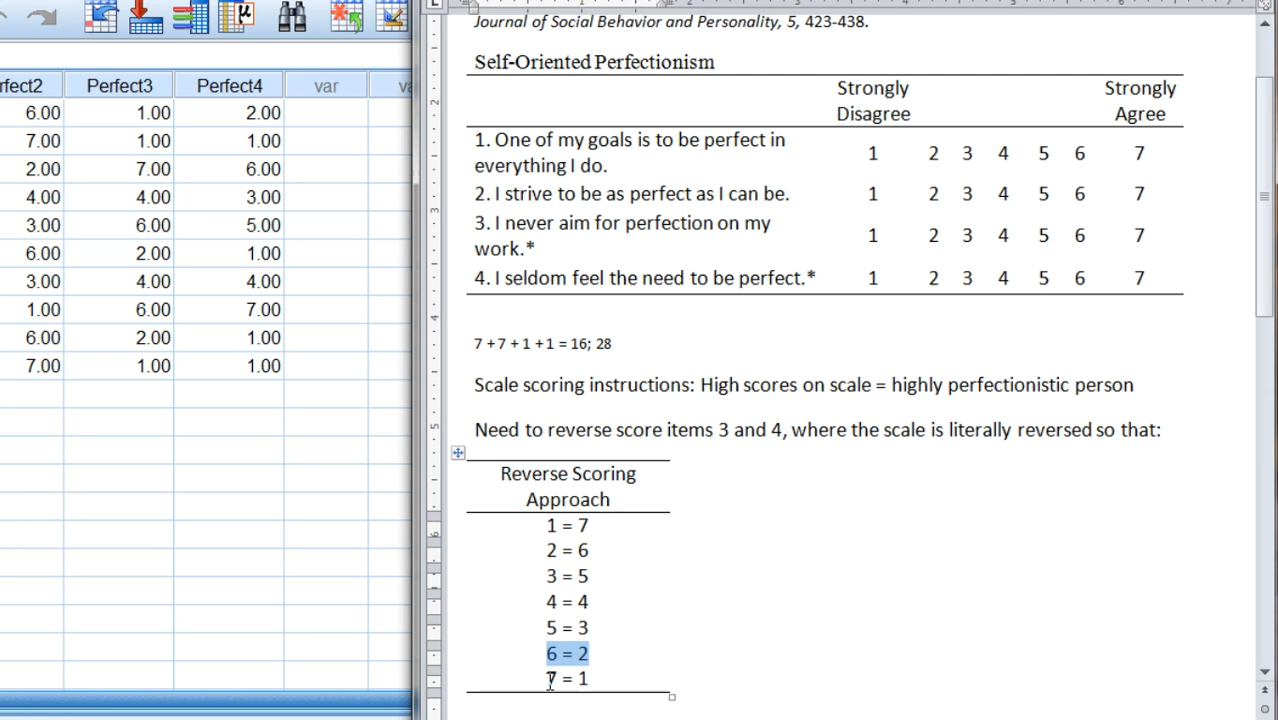 rfect2 Perfect3 Perfect4 var va
6.00 1.00 2.00
7.00 1.00 1.00
2.00 7.00 6.00
4.00 4.00 3.00
3.00 6.00 5.00
6.00 2.00 1.00
3.00 4.00 4.00
1.00 6.00 7.00
6.00 2.00 1.00
7.00 1.00 1.00
Journal of Social Behavior and Personality, 5, 423-438.
Self-Oriented Perfectionism
Strongly Disagree Strongly Agree
1. One of my goals is to be perfect in
everything I do. 1 2 3 4 5 6 7
2. I strive to be as perfect as I can be. 1 2 3 4 5 6 7
3. I never aim for perfection on my
work.* 1 2 3 4 5 6 7
4. I seldom feel the need to be perfect.* 1 2 3 4 5 6 7
7 + 7 + 1 + 1 = 16; 28
Scale scoring instructions: High scores on scale = highly perfectionistic person
Need to reverse score items 3 and 4, where the scale is literally reversed so that:
Reverse Scoring
Approach
1 = 7
2 = 6
3 = 5
4 = 4
5 = 3
6 = 2
7 = 1